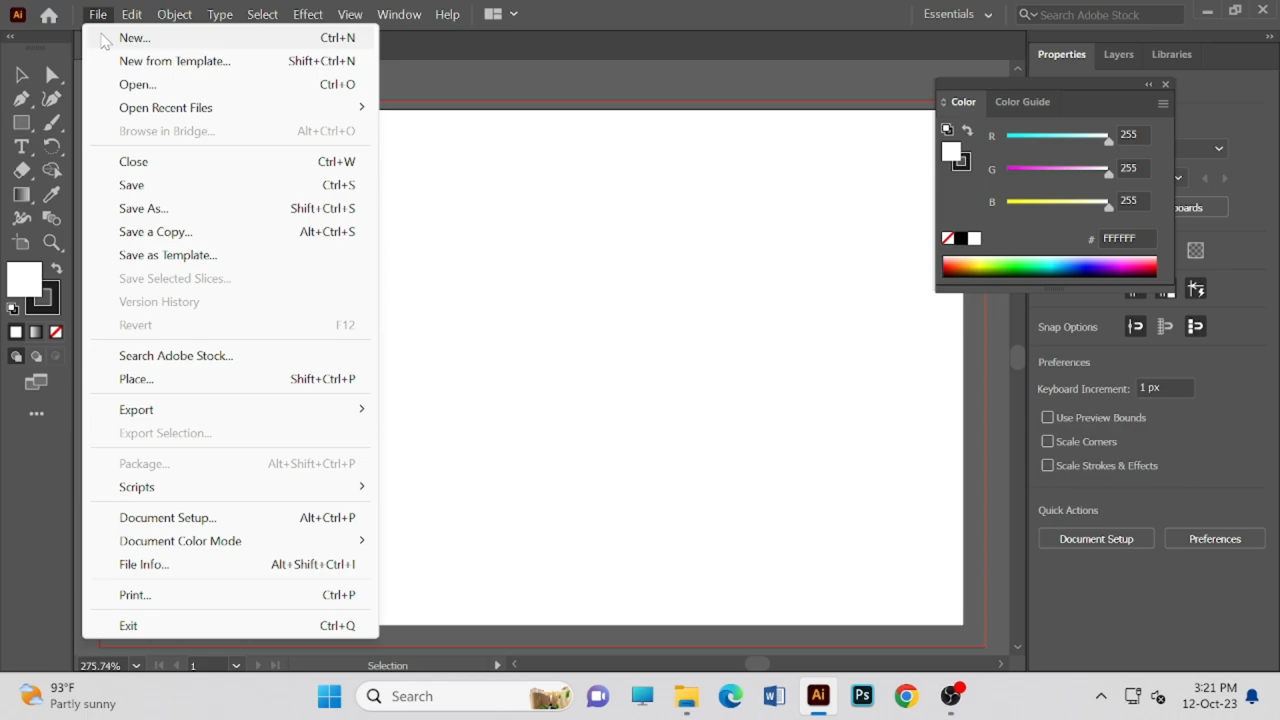 Ai File Edit Object Type Select Effect View Window Help Essentials Search Adobe Stock
New... Ctrl+N
New from Template... Shift+Ctrl+N
Open... Ctrl+O
Open Recent Files
Browse in Bridge... Alt+Ctrl+O
Close Ctrl+W
Save Ctrl+S
Save As... Shift+Ctrl+S
Save a Copy... Alt+Ctrl+S
Save as Template...
Save Selected Slices...
Version History
Revert F12
Search Adobe Stock...
Place... Shift+Ctrl+P
Export
Export Selection...
Package... Alt+Shift+Ctrl+P
Scripts
Document Setup... Alt+Ctrl+P
Document Color Mode
File Info... Alt+Shift+Ctrl+I
Print... Ctrl+P
Exit Ctrl+Q
Properties Layers Libraries
Color Color Guide
R 255
G 255
B 255
# FFFFFF
boards
Snap Options
Preferences
Keyboard Increment: 1 px
Use Preview Bounds
Scale Corners
Scale Strokes & Effects
Quick Actions
Document Setup Preferences
275.74% 1 Selection
93°F
Partly sunny
Search
W Ai Ps
3:21 PM
12-Oct-23